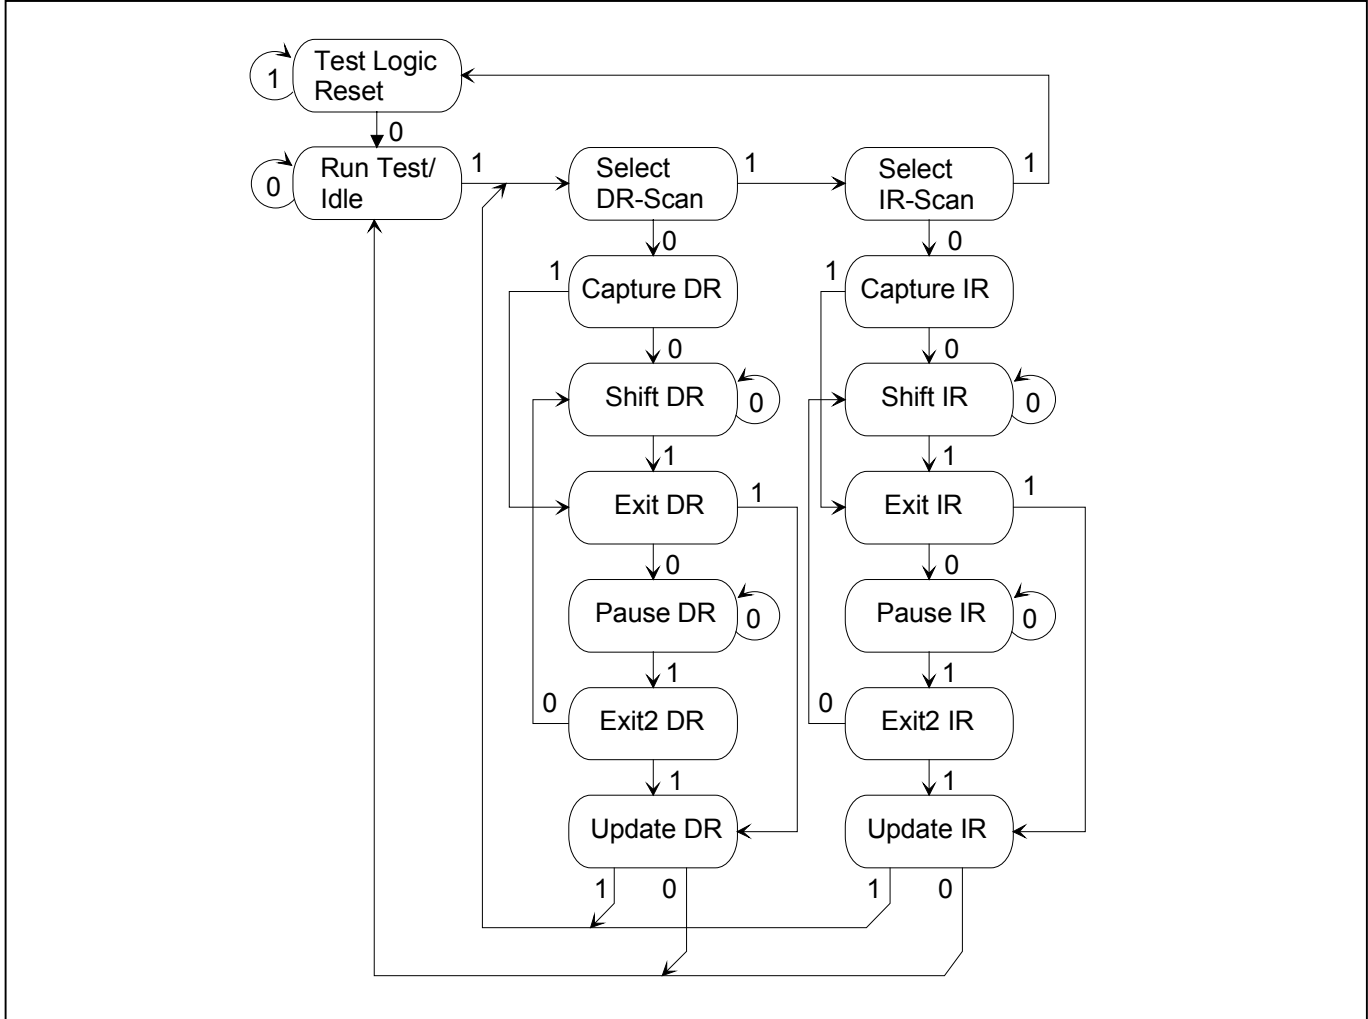 Test Logic
Reset
1
0
Run Test/
Idle
0
1
Select
DR-Scan
1
Select
IR-Scan
1
0
0
1
Capture DR
1
Capture IR
0
0
Shift DR
0
Shift IR
0
1
1
Exit DR
1
Exit IR
1
0
0
Pause DR
0
Pause IR
0
1
1
0
Exit2 DR
0
Exit2 IR
1
1
Update DR
Update IR
1
0
1
0